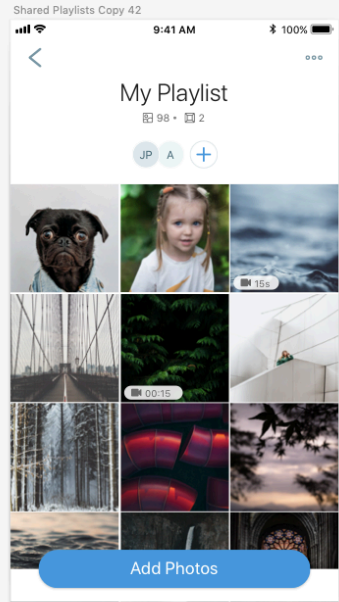 Shared Playlists Copy 42
9:41 AM
100%
My Playlist
98 • 2
JP A +
15s
00:15
Add Photos